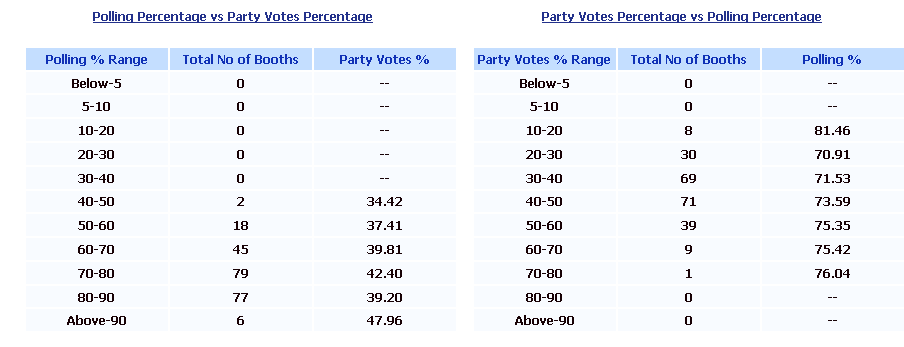 Polling Percentage vs Party Votes Percentage
Polling % Range Total No of Booths Party Votes %
Below-5 0 --
5-10 0 --
10-20 0 --
20-30 0 --
30-40 0 --
40-50 2 34.42
50-60 18 37.41
60-70 45 39.81
70-80 79 42.40
80-90 77 39.20
Above-90 6 47.96
Party Votes Percentage vs Polling Percentage
Party Votes % Range Total No of Booths Polling %
Below-5 0 --
5-10 0 --
10-20 8 81.46
20-30 30 70.91
30-40 69 71.53
40-50 71 73.59
50-60 39 75.35
60-70 9 75.42
70-80 1 76.04
80-90 0 --
Above-90 0 --